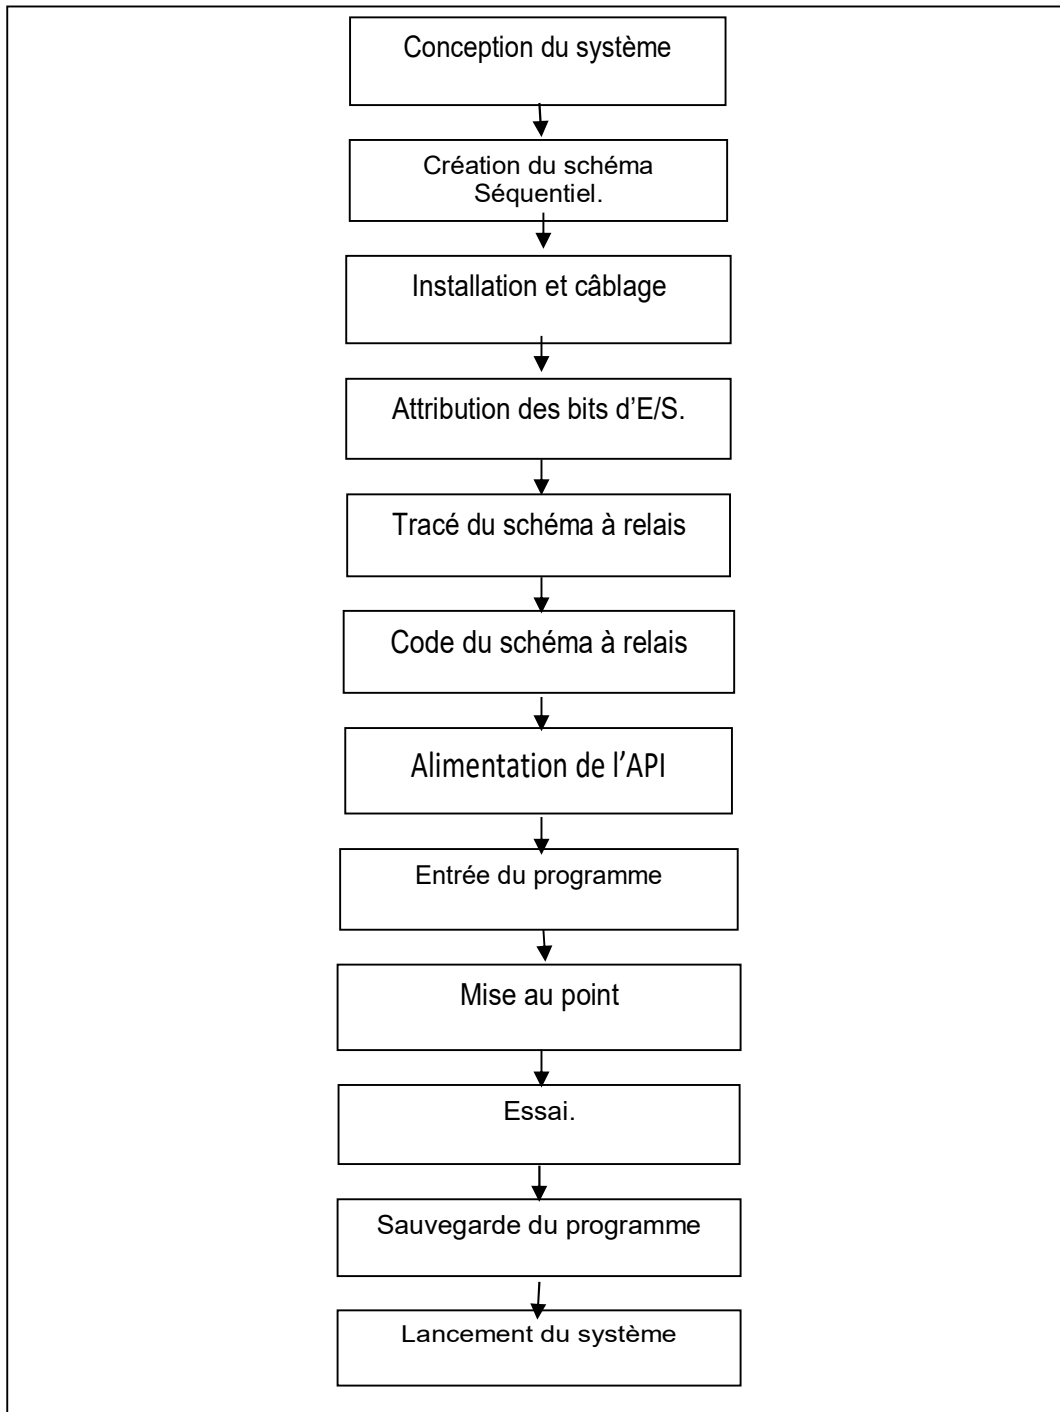 Conception du système
Création du schéma
Séquentiel.
Installation et câblage
Attribution des bits d’E/S.
Tracé du schéma à relais
Code du schéma à relais
Alimentation de l’API
Entrée du programme
Mise au point
Essai.
Sauvegarde du programme
Lancement du système